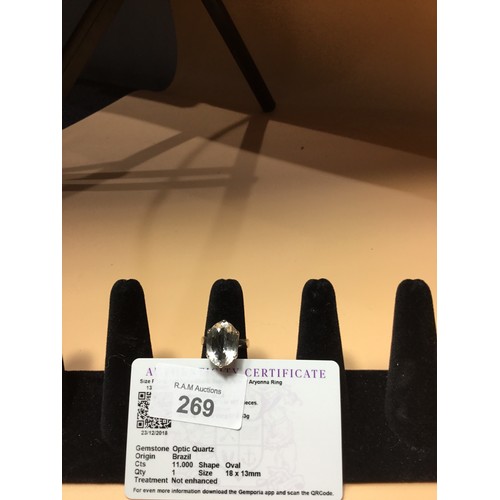 CERTIFICATE
Aryonna Ring
R.A.M Auctions
269
23/12/2018
Gemstone Optic Quartz
Origin Brazil
Cts 11.000 Shape Oval
Qty 1 Size 18 x 13mm
Treatment Not enhanced
For even more information download the Gemporia app and scan the QRCode.